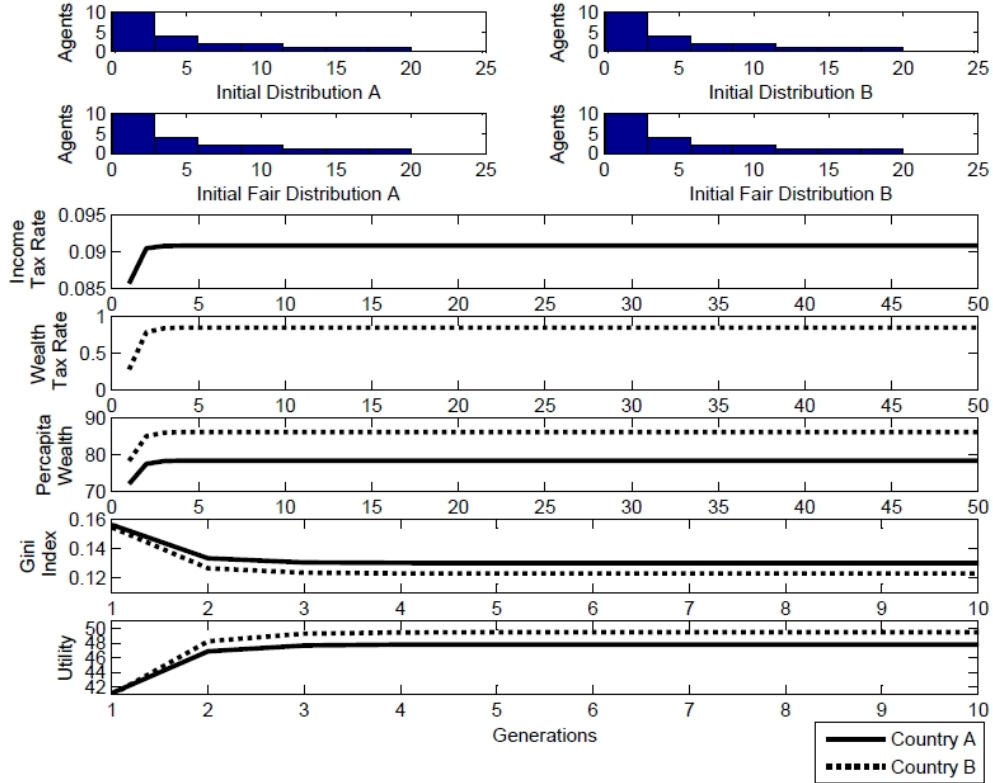 10
5
0
Agents
0 5 10 15 20 25
Initial Distribution A
10
5
0
Agents
0 5 10 15 20 25
Initial Distribution B
10
5
0
Agents
0 5 10 15 20 25
Initial Fair Distribution A
10
5
0
Agents
0 5 10 15 20 25
Initial Fair Distribution B
Income
Tax Rate
0.095
0.09
0.085
0 5 10 15 20 25 30 35 40 45 50
Wealth
Tax Rate
1
0.5
0
0 5 10 15 20 25 30 35 40 45 50
Percapita
Wealth
90
80
70
0 5 10 15 20 25 30 35 40 45 50
Gini
Index
0.16
0.14
0.12
1 2 3 4 5 6 7 8 9 10
Utility
50
48
46
44
42
1 2 3 4 5 6 7 8 9 10
Generations
Country A
Country B